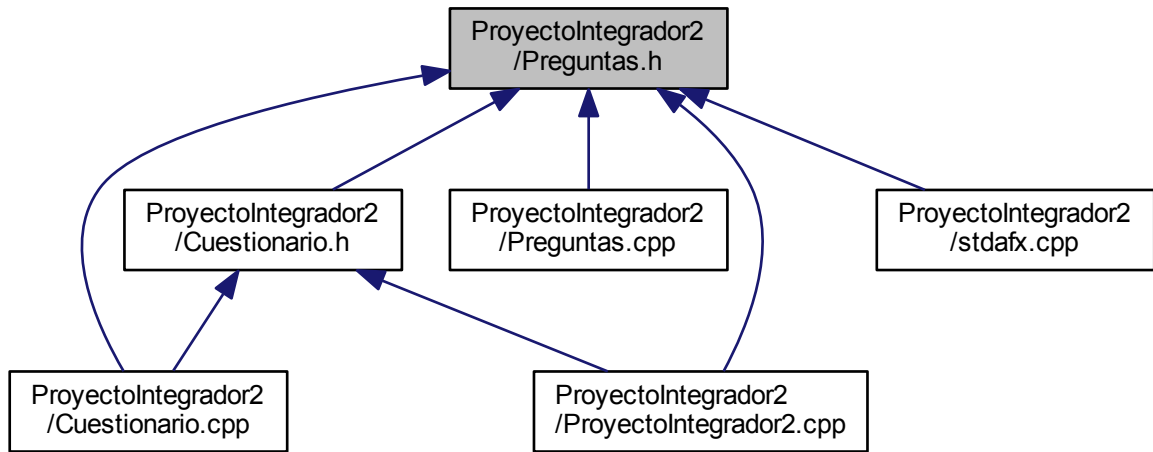 ProyectoIntegrador2
/Preguntas.h
ProyectoIntegrador2
/Cuestionario.h
ProyectoIntegrador2
/Preguntas.cpp
ProyectoIntegrador2
/stdafx.cpp
ProyectoIntegrador2
/Cuestionario.cpp
ProyectoIntegrador2
/ProyectoIntegrador2.cpp